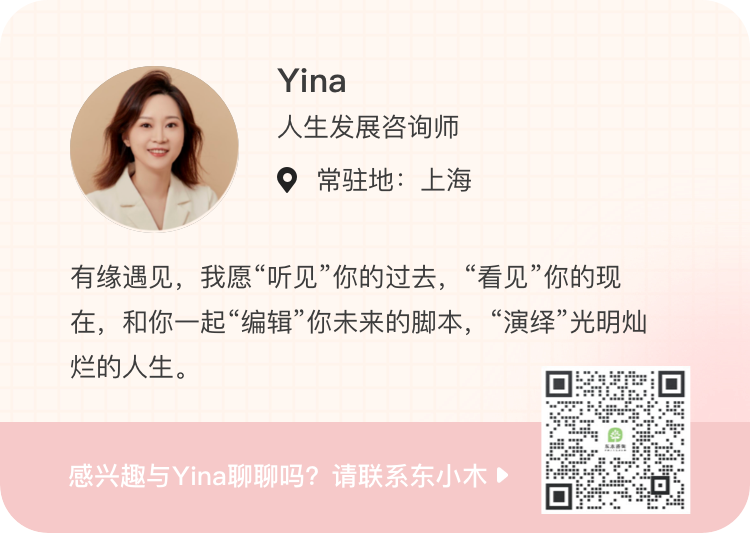 Yina
人生发展咨询师
常驻地：上海
有缘遇见，我愿“听见”你的过去，“看见”你的现
在，和你一起“编辑”你未来的脚本，“演绎”光明灿
烂的人生。
感兴趣与Yina聊聊吗？请联系东小木